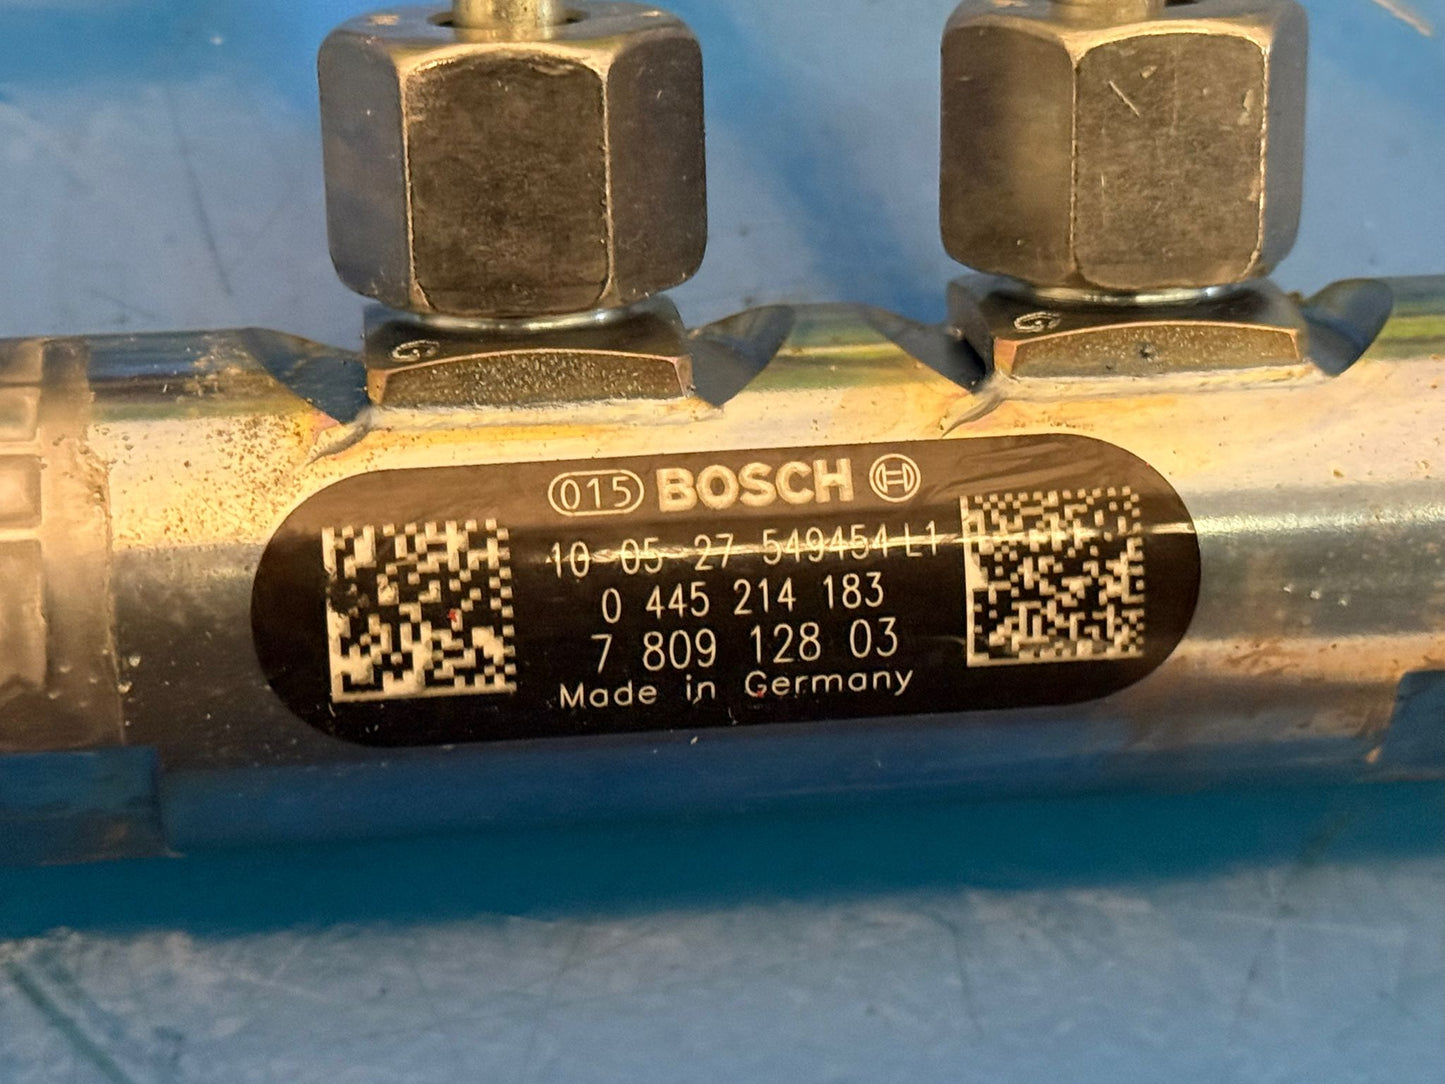 015 BOSCH
10 05 27 549454 L1
0 445 214 183
7 809 128 03
Made in Germany